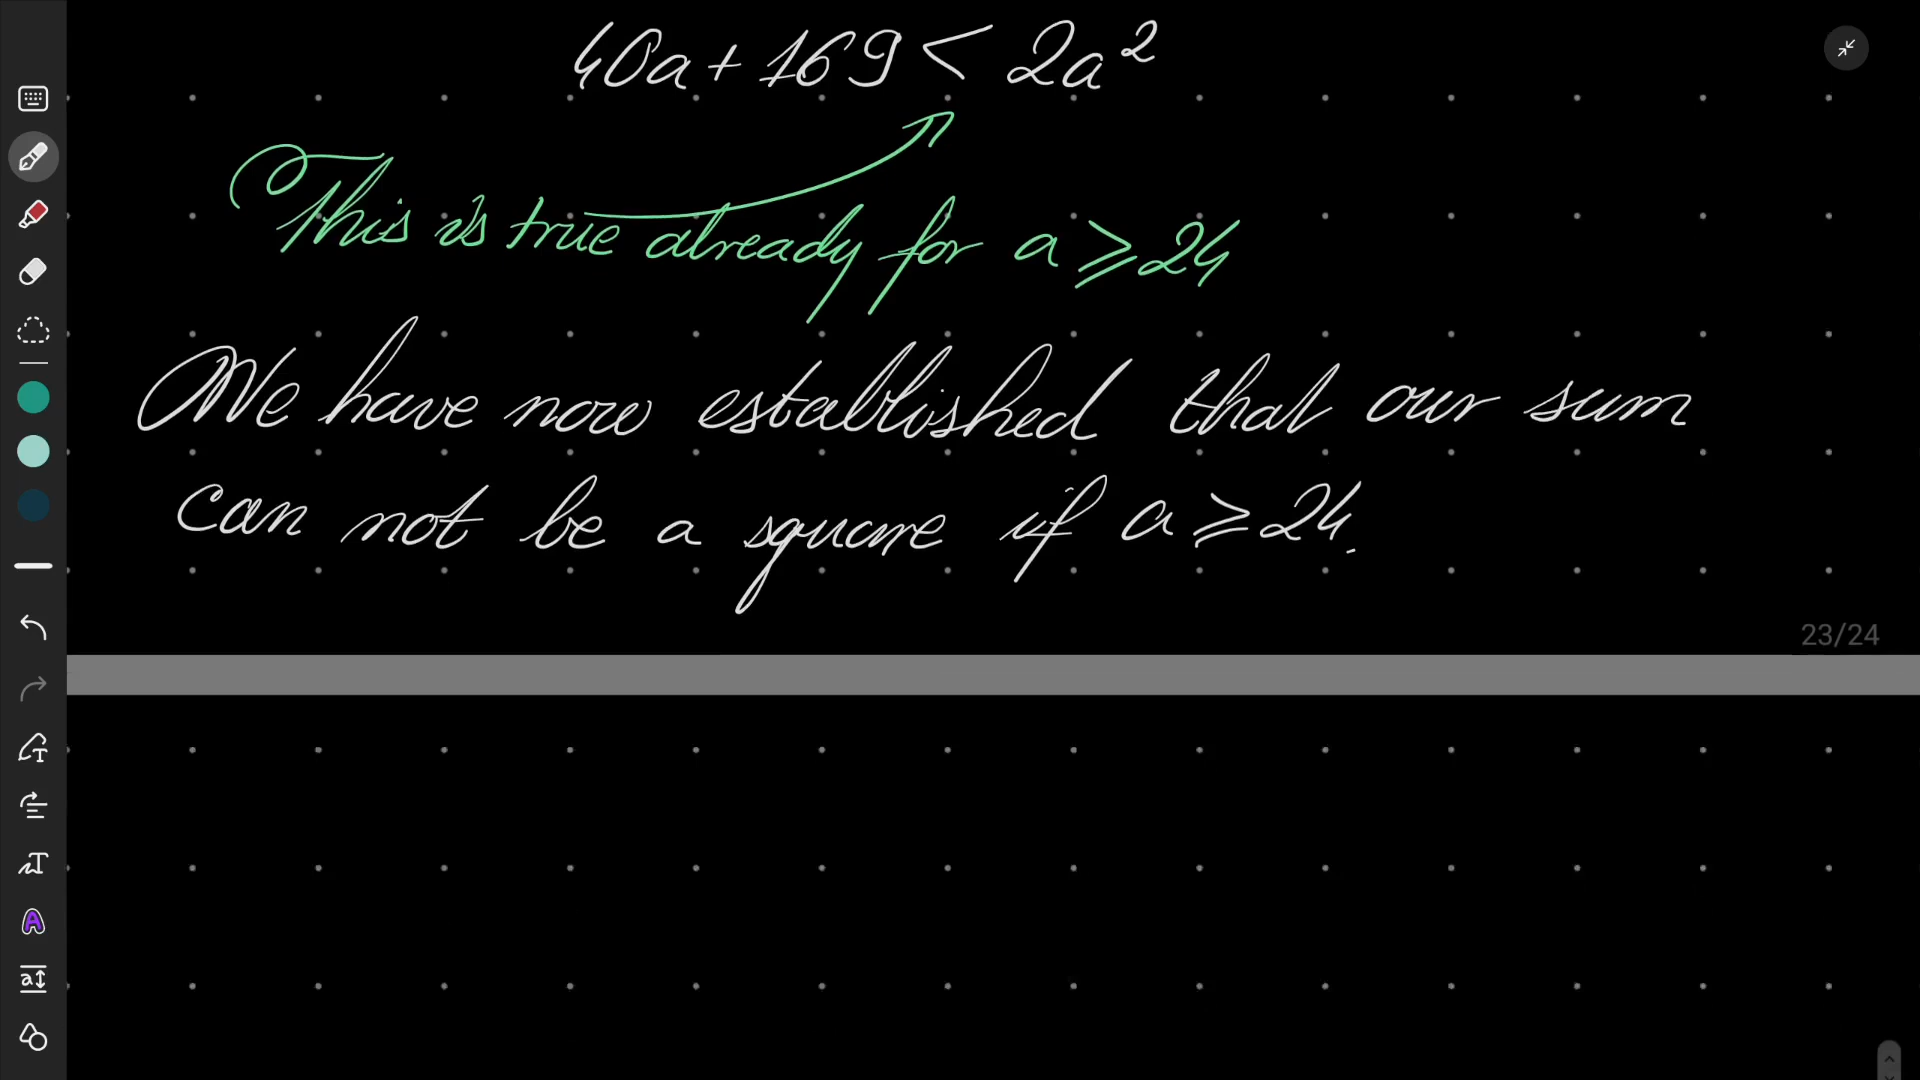 40a + 169 < 2a²
This is true already for a ⩾ 24
We have now established that our sum
can not be a square if a ⩾ 24.
23/24